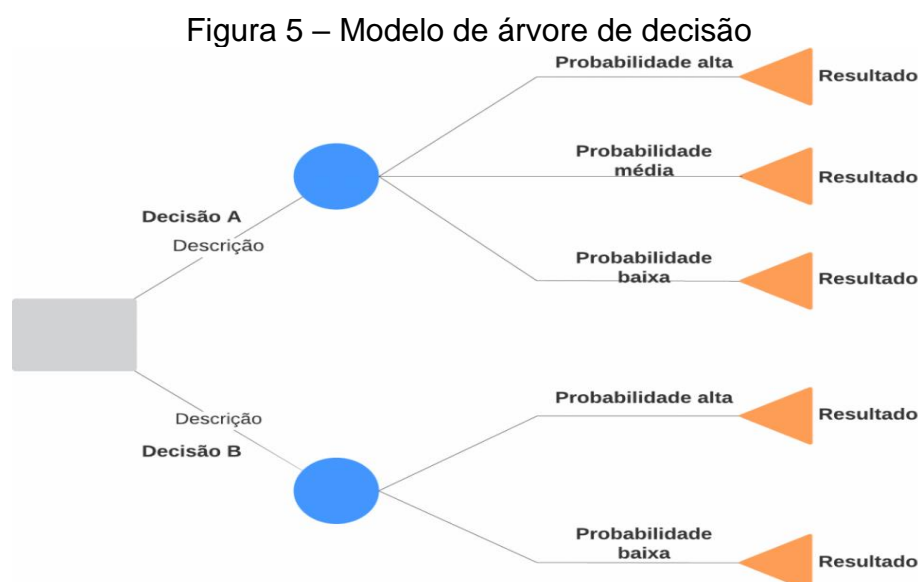 Figura 5 – Modelo de árvore de decisão
Probabilidade alta
Resultado
Probabilidade
média
Resultado
Decisão A
Descrição
Probabilidade
baixa
Resultado
Probabilidade alta
Resultado
Descrição
Decisão B
Probabilidade
baixa
Resultado